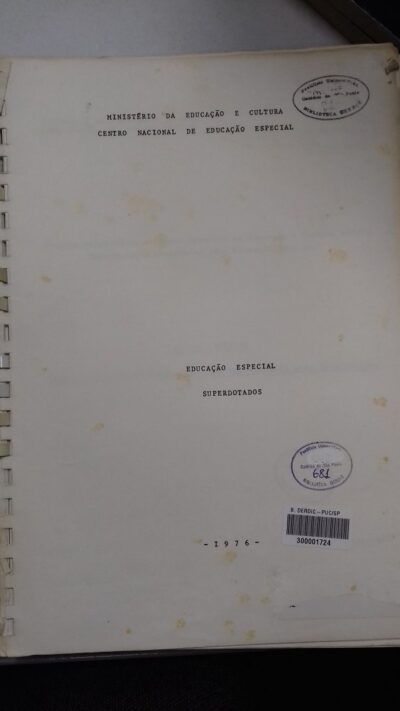 MINISTÉRIO DA EDUCAÇÃO E CULTURA
CENTRO NACIONAL DE EDUCAÇÃO ESPECIAL
BIBLIOTECA
EDUCAÇÃO ESPECIAL
SUPERDOTADOS
681
B DERDIC-PUC/SP
300001724
- 1 9 7 6 -